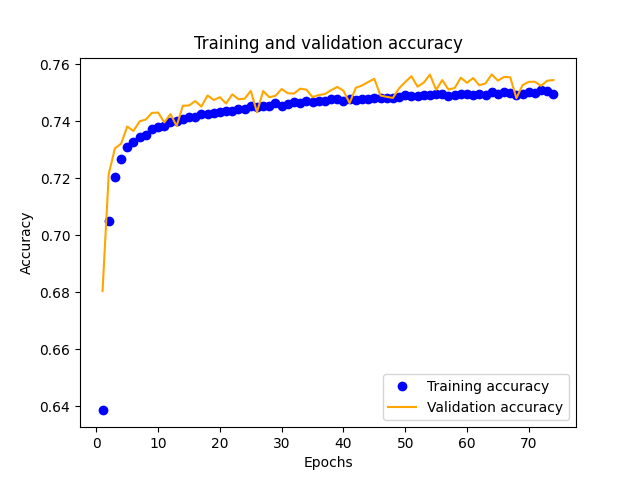 Training and validation accuracy
Accuracy
0.76
0.74
0.72
0.70
0.68
0.66
0.64
Training accuracy
Validation accuracy
0 10 20 30 40 50 60 70
Epochs